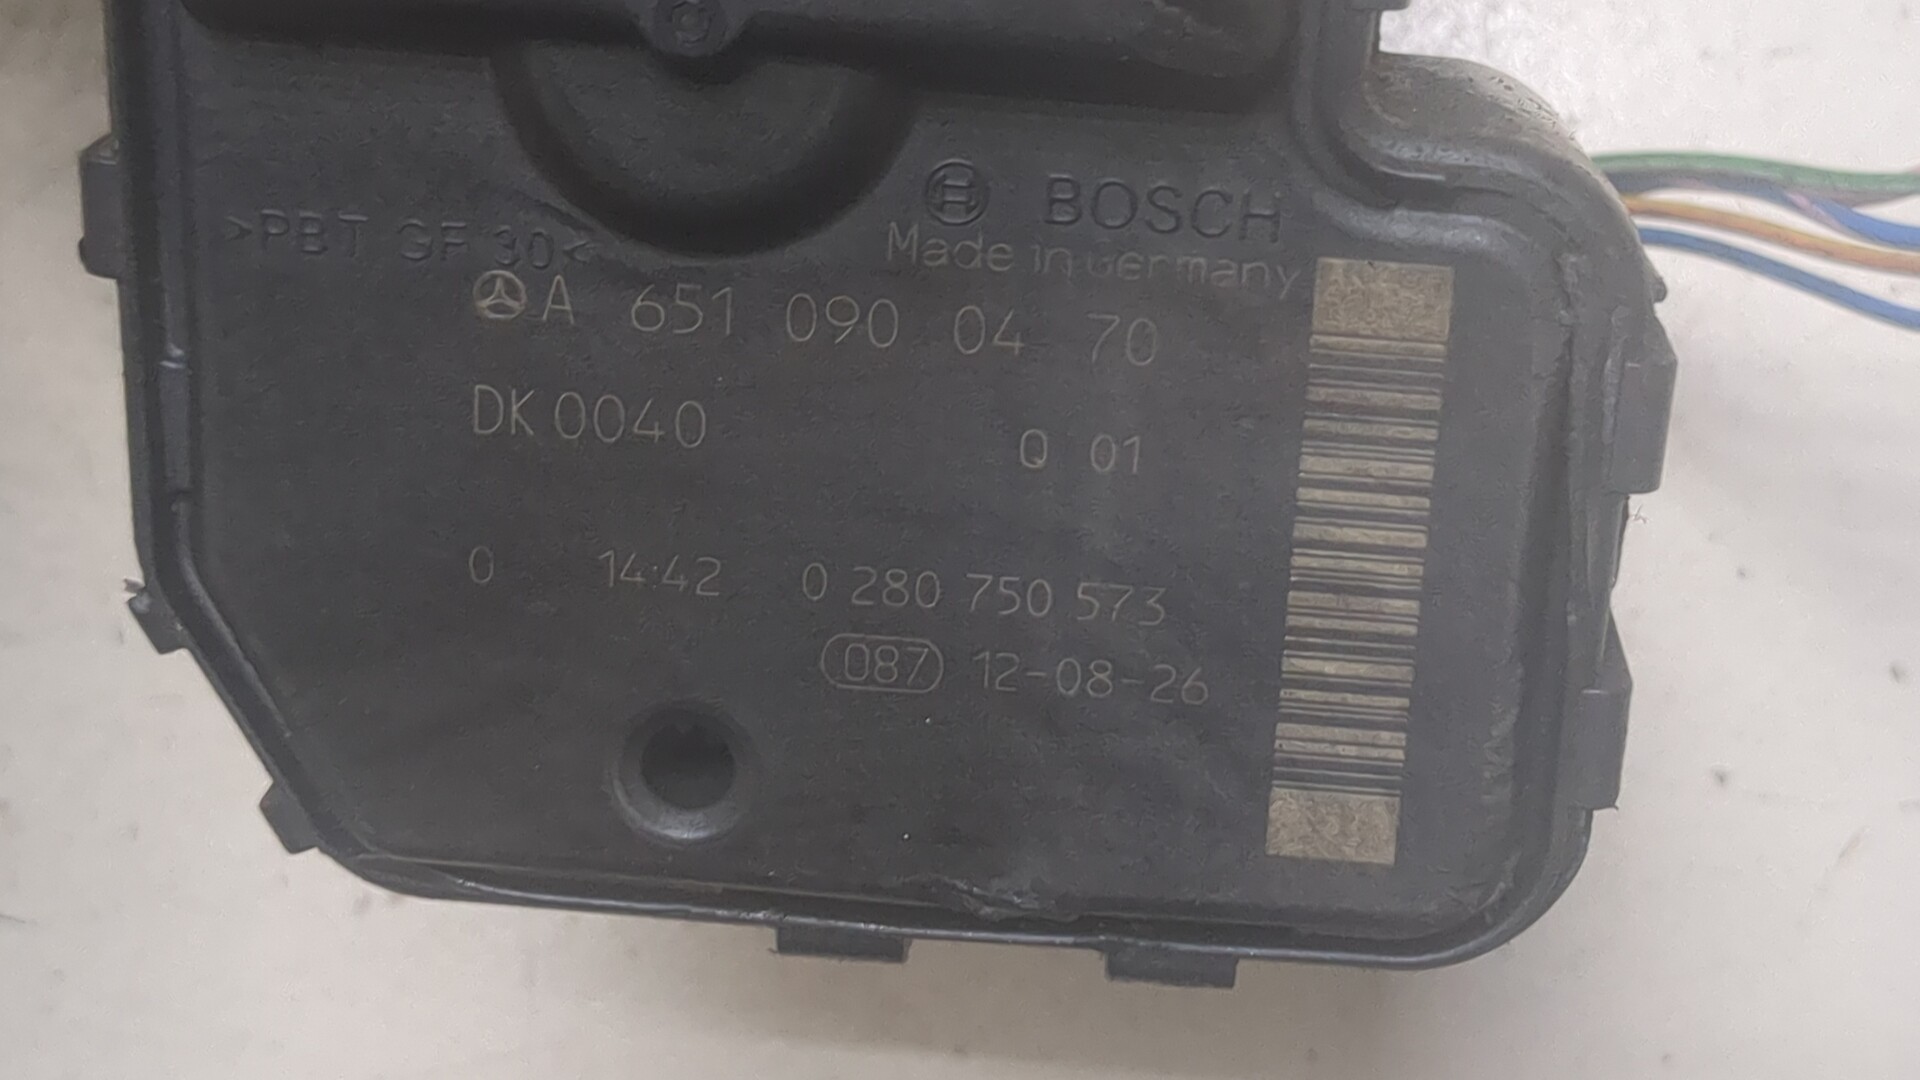 9
BOSCH
>PBT GF 30<
Made in Germany
A 651 090 04 70
DK 0040
Q 01
0 14:42 0 280 750 573
087 12-08-26